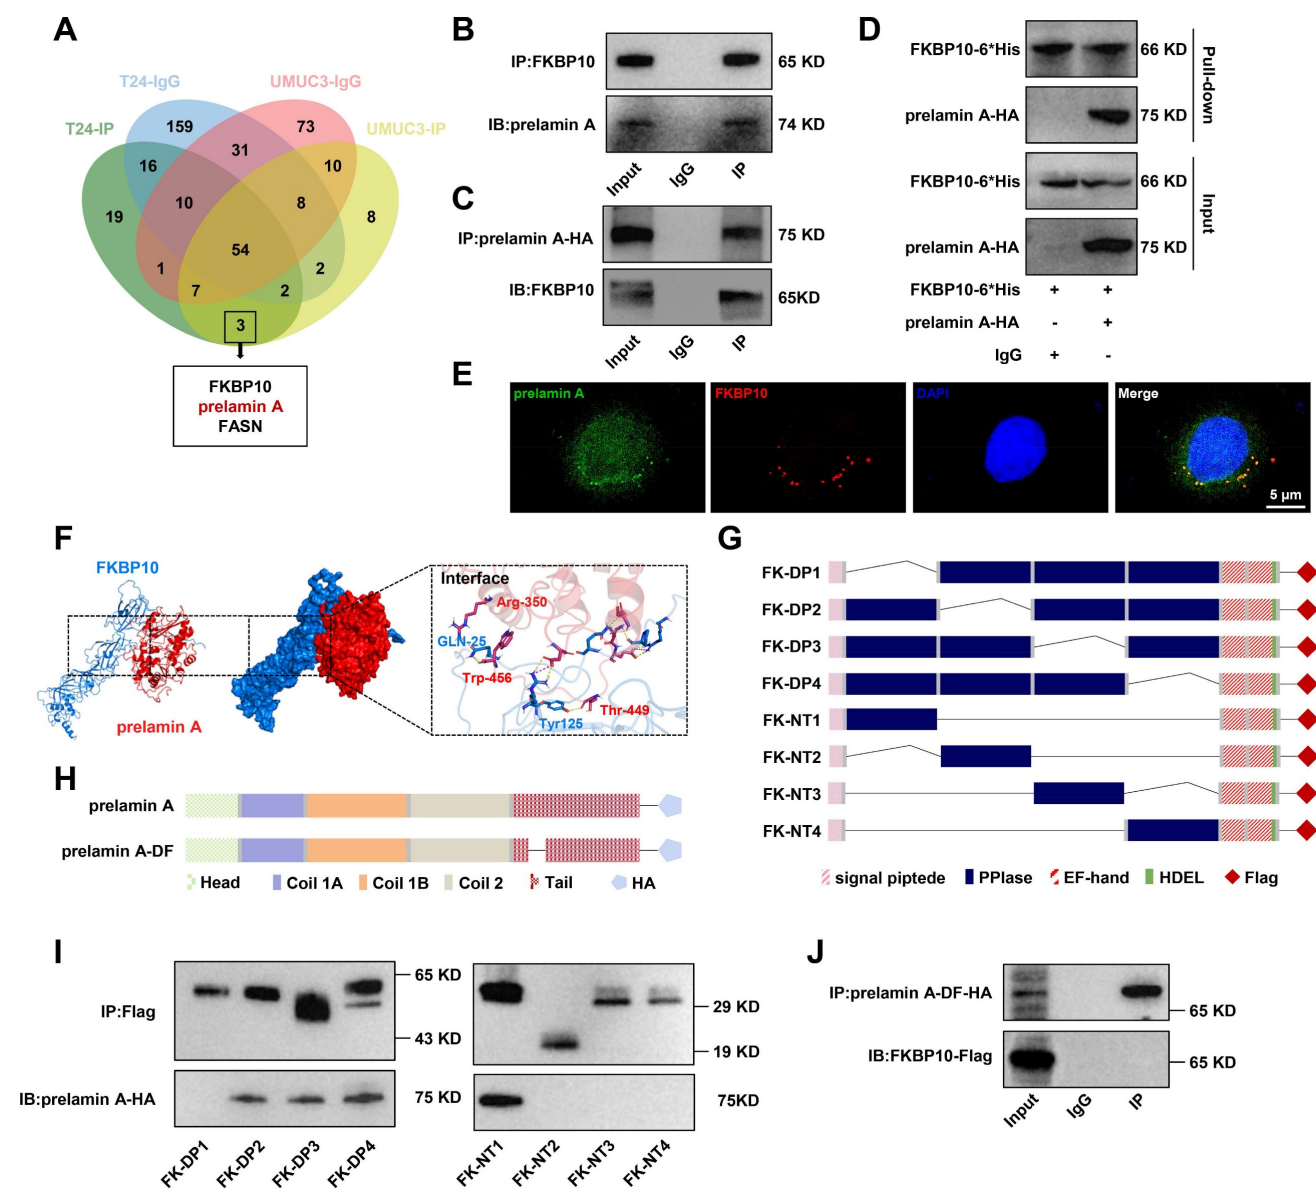 A
T24-IgG
UMUC3-IgG
T24-IP
UMUC3-IP
159
73
31
16
10
10
8
19
8
54
1
2
7
2
3
FKBP10
prelamin A
FASN
B
IP:FKBP10
65 KD
IB:prelamin A
74 KD
Input
IgG
IP
C
IP:prelamin A-HA
75 KD
IB:FKBP10
65KD
Input
IgG
IP
D
FKBP10-6*His
66 KD
prelamin A-HA
75 KD
Pull-down
FKBP10-6*His
66 KD
prelamin A-HA
75 KD
Input
FKBP10-6*His + +
prelamin A-HA - +
IgG + -
E
prelamin A
FKBP10
DAPI
Merge
5 μm
F
FKBP10
prelamin A
Interface
Arg-350
GLN-25
Trp-456
Thr-449
Tyr125
G
FK-DP1
FK-DP2
FK-DP3
FK-DP4
FK-NT1
FK-NT2
FK-NT3
FK-NT4
signal piptede
PPIase
EF-hand
HDEL
Flag
H
prelamin A
prelamin A-DF
Head
Coil 1A
Coil 1B
Coil 2
Tail
HA
I
IP:Flag
65 KD
43 KD
29 KD
19 KD
IB:prelamin A-HA
75 KD
75KD
FK-DP1
FK-DP2
FK-DP3
FK-DP4
FK-NT1
FK-NT2
FK-NT3
FK-NT4
J
IP:prelamin A-DF-HA
65 KD
IB:FKBP10-Flag
65 KD
Input
IgG
IP